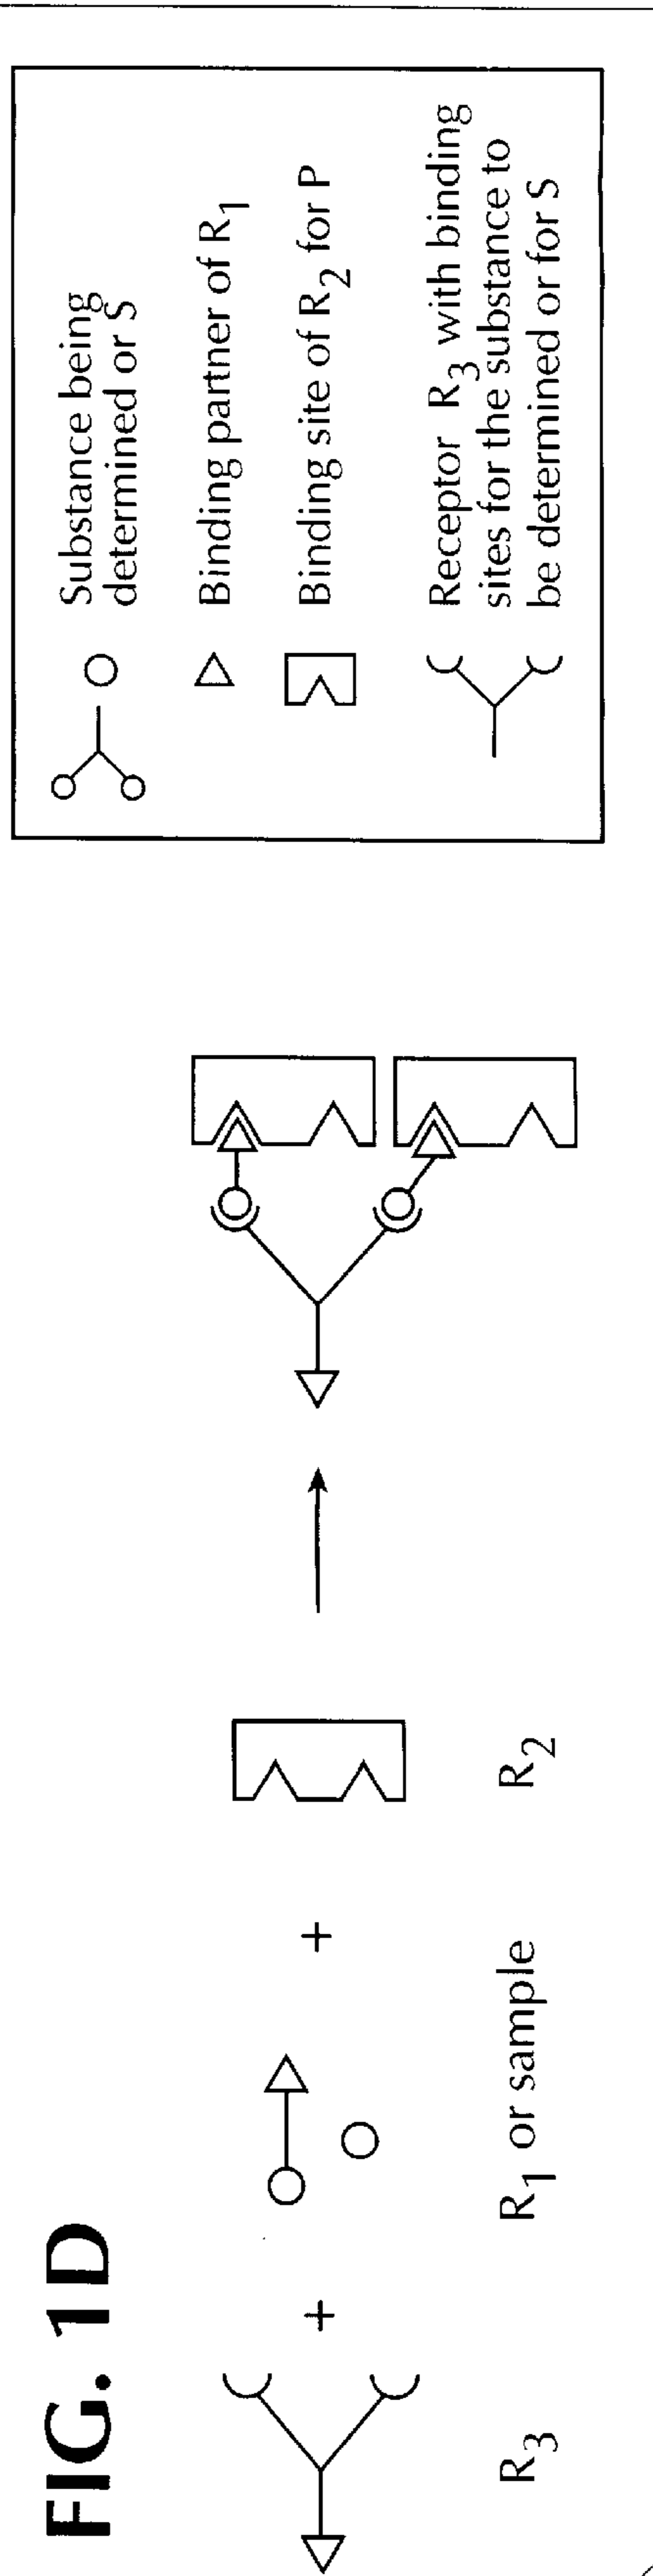 FIG. 1D
+
+
R3
R1 or sample
R2
Substance being
determined or S
Binding partner of R1
Binding site of R2 for P
Receptor R3 with binding
sites for the substance to
be determined or for S